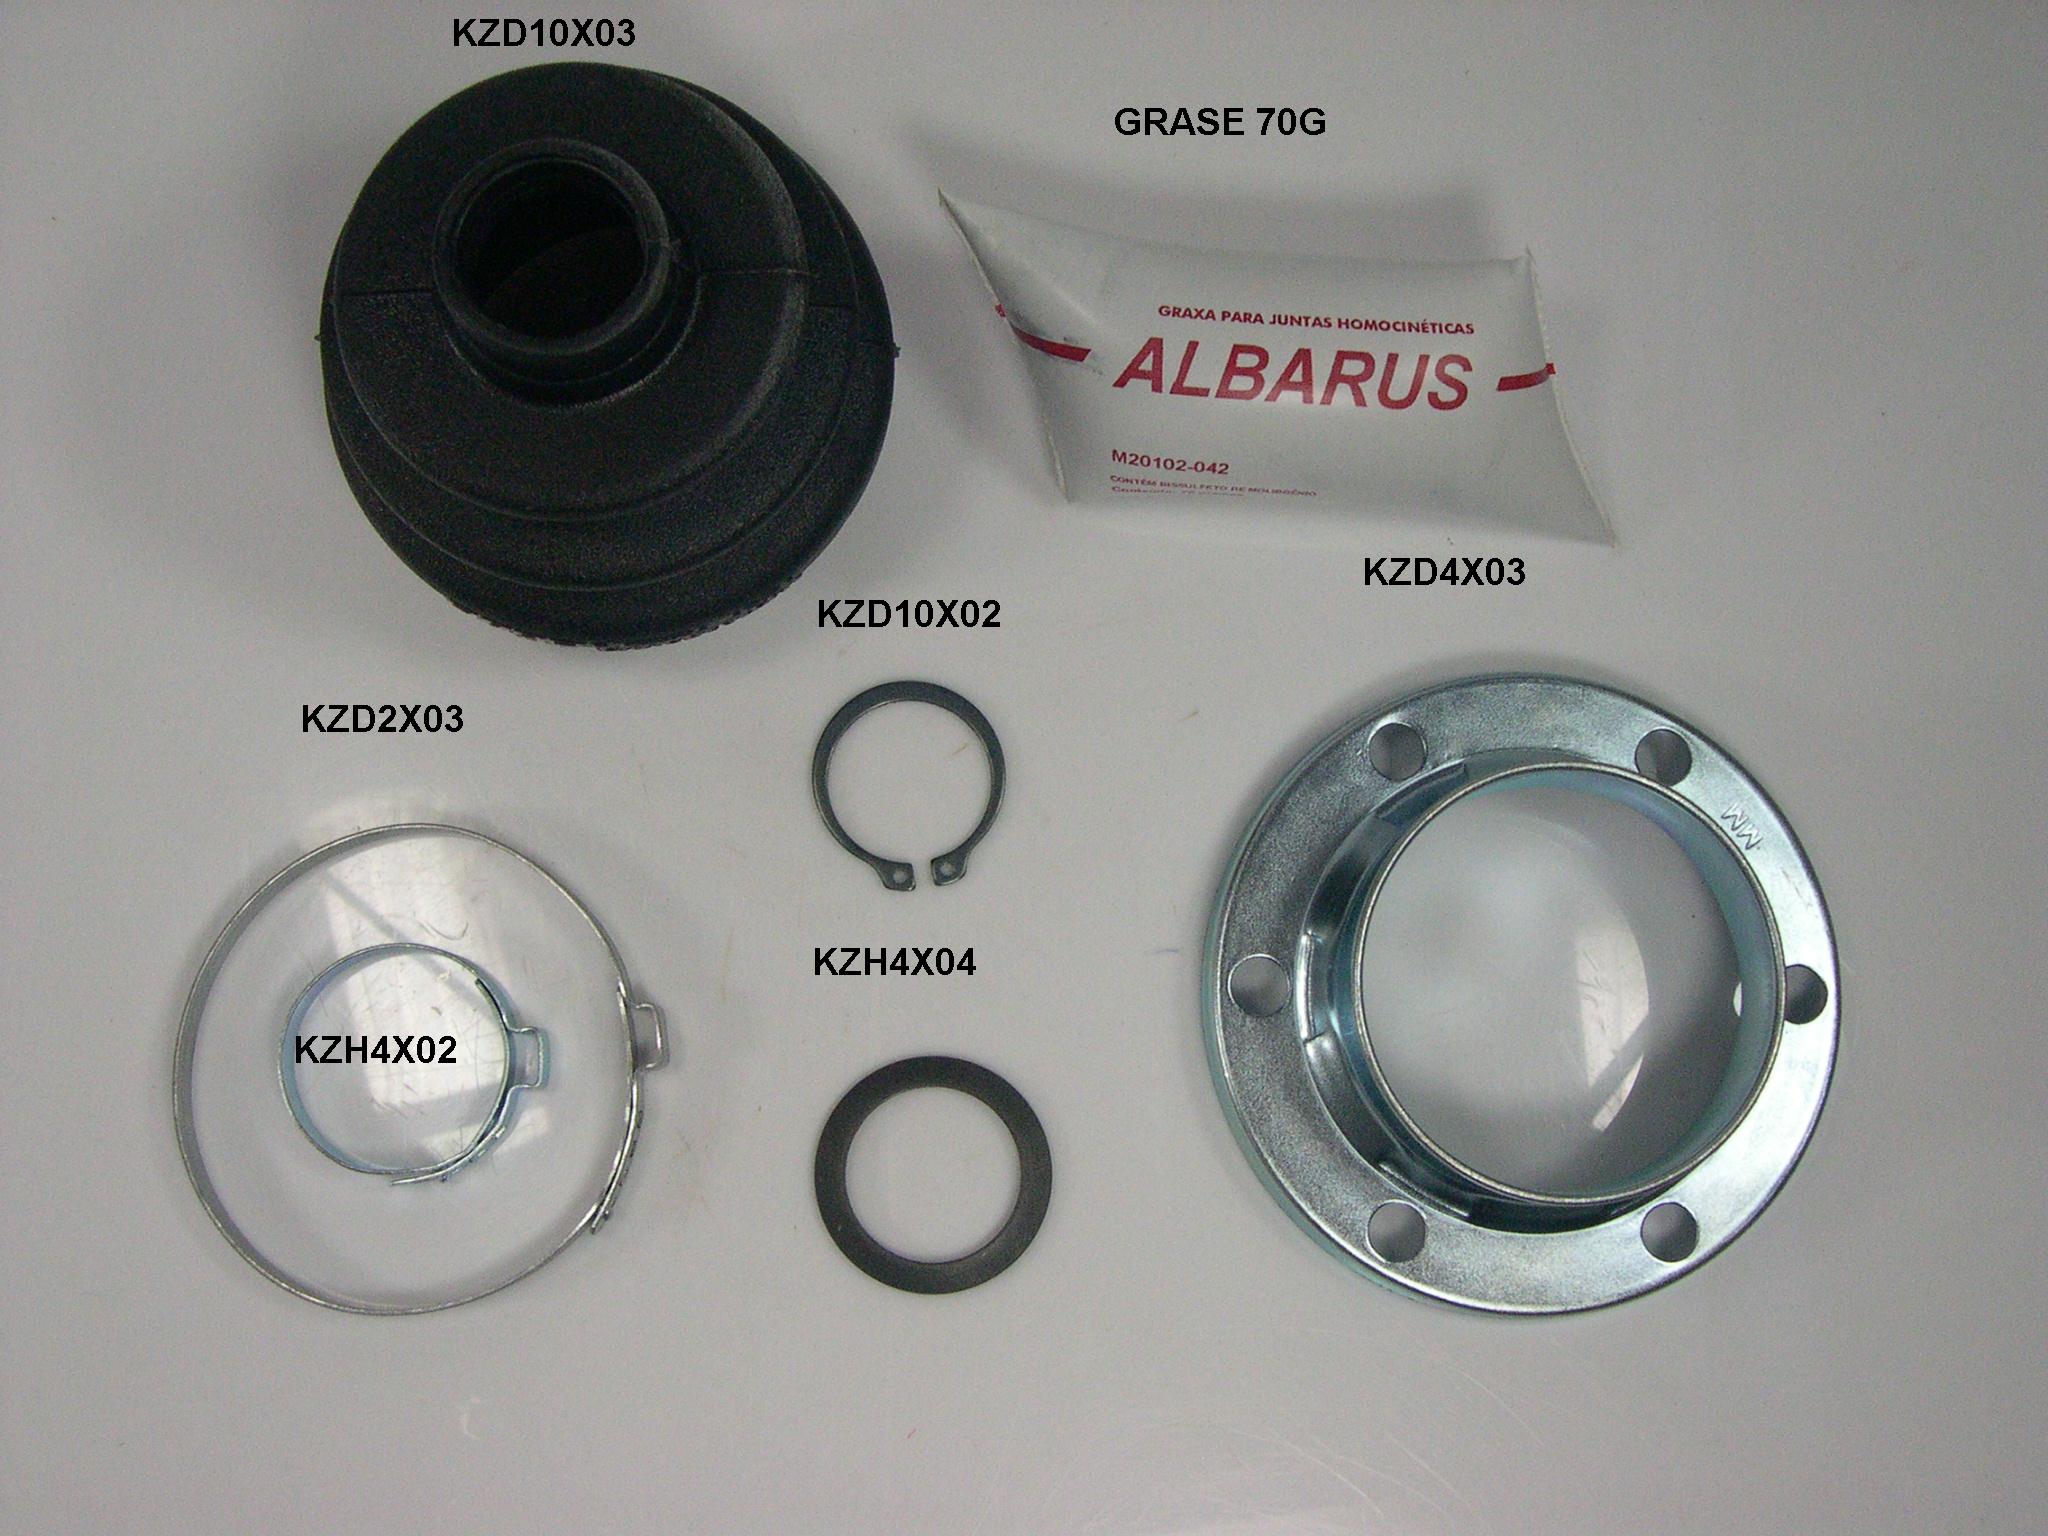 KZD10X03
GRASE 70G
GRAXA PARA JUNTAS HOMOCINÉTICAS
ALBARUS
M20102-042
CONTÉM BISSULFETO DE MOLIBDÊNIO
KZD4X03
KZD10X02
KZD2X03
MM
KZH4X04
KZH4X02